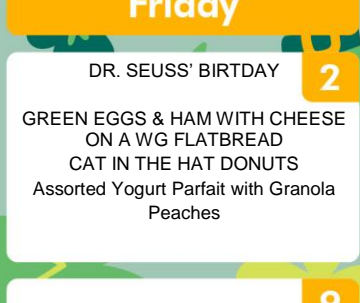 Friday
DR. SEUSS' BIRTDAY
2
GREEN EGGS & HAM WITH CHEESE
ON A WG FLATBREAD
CAT IN THE HAT DONUTS
Assorted Yogurt Parfait with Granola
Peaches
9